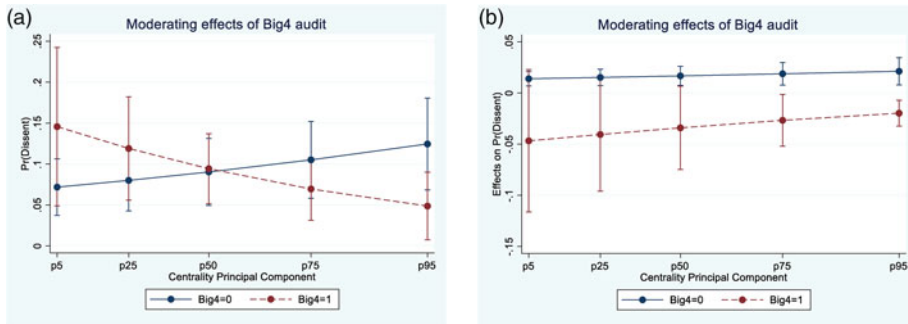 (a)
Moderating effects of Big4 audit
Pr(Dissent)
.25
.2
.15
.1
.05
0
p5 p25 p50 p75 p95
Centrality Principal Component
Big4=0 Big4=1
(b)
Moderating effects of Big4 audit
Effects on Pr(Dissent)
.05
0
-.05
-.1
-.15
p5 p25 p50 p75 p95
Centrality Principal Component
Big4=0 Big4=1